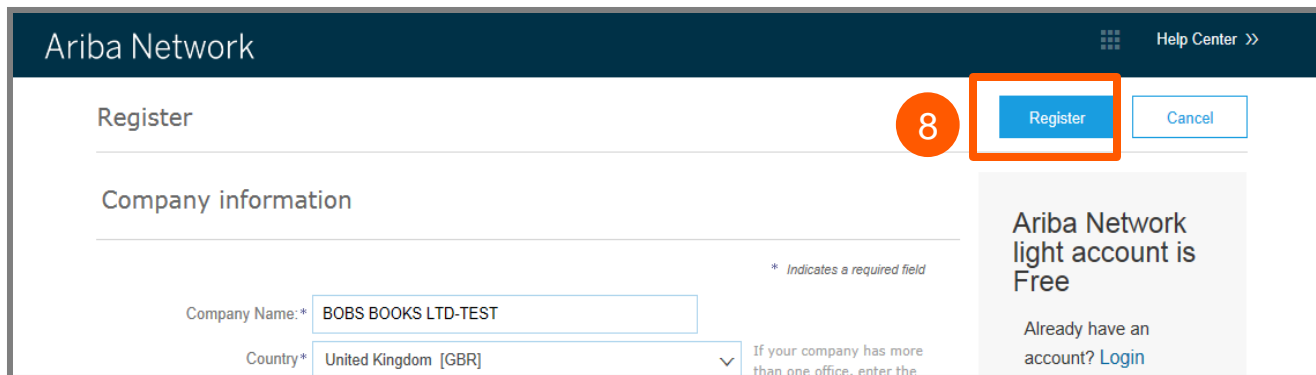 Ariba Network
Help Center »
Register
8
Register
Cancel
Company information
* Indicates a required field
Company Name:* BOBS BOOKS LTD-TEST
Country* United Kingdom [GBR]
If your company has more
than one office, enter the
Ariba Network
light account is
Free
Already have an
account? Login